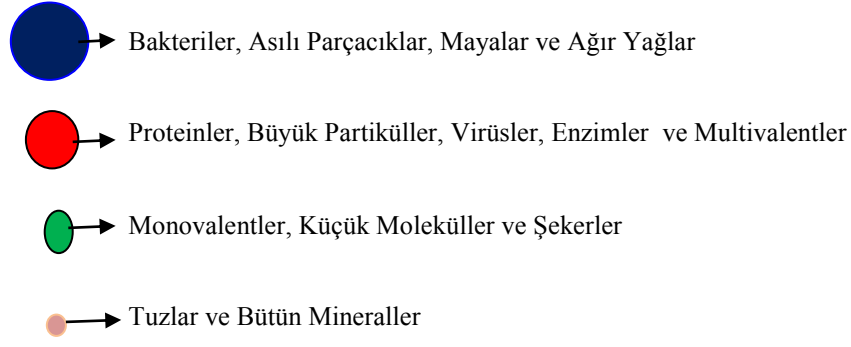 Bakteriler, Asılı Parçacıklar, Mayalar ve Ağır Yağlar
Proteinler, Büyük Partiküller, Virüsler, Enzimler ve Multivalentler
Monovalentler, Küçük Moleküller ve Şekerler
Tuzlar ve Bütün Mineraller